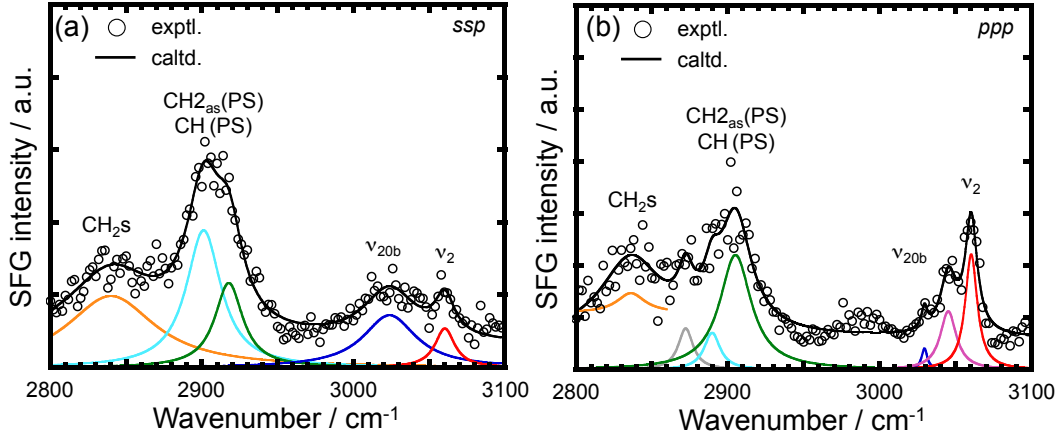 (a)
ssp
exptl.
caltd.
CH2as(PS)
CH (PS)
CH2s
ν20b
ν2
SFG intensity / a.u.
2800 2900 3000 3100
Wavenumber / cm-1
(b)
ppp
exptl.
caltd.
CH2as(PS)
CH (PS)
CH2s
ν20b
ν2
SFG intensity / a.u.
2800 2900 3000 3100
Wavenumber / cm-1